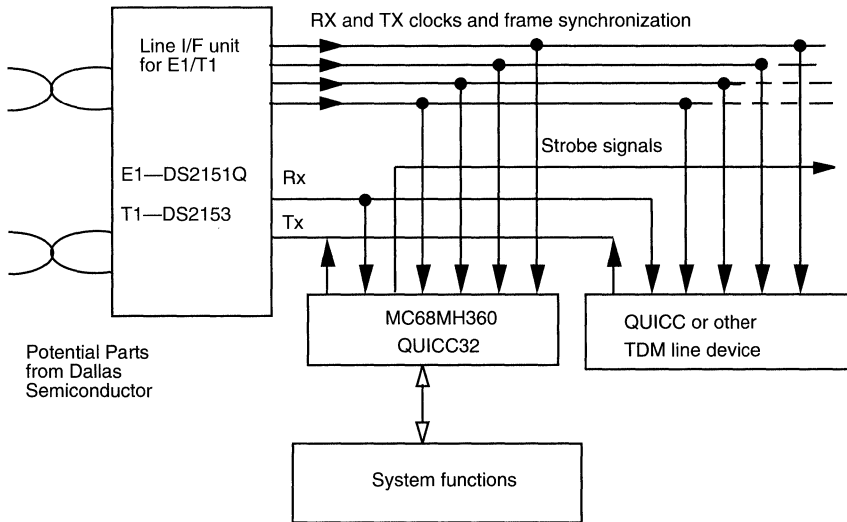 RX and TX clocks and frame synchronization
Line I/F unit
for E1/T1
Strobe signals
E1—DS2151Q
T1—DS2153
Rx
Tx
MC68MH360
QUICC32
QUICC or other
TDM line device
Potential Parts
from Dallas
Semiconductor
System functions